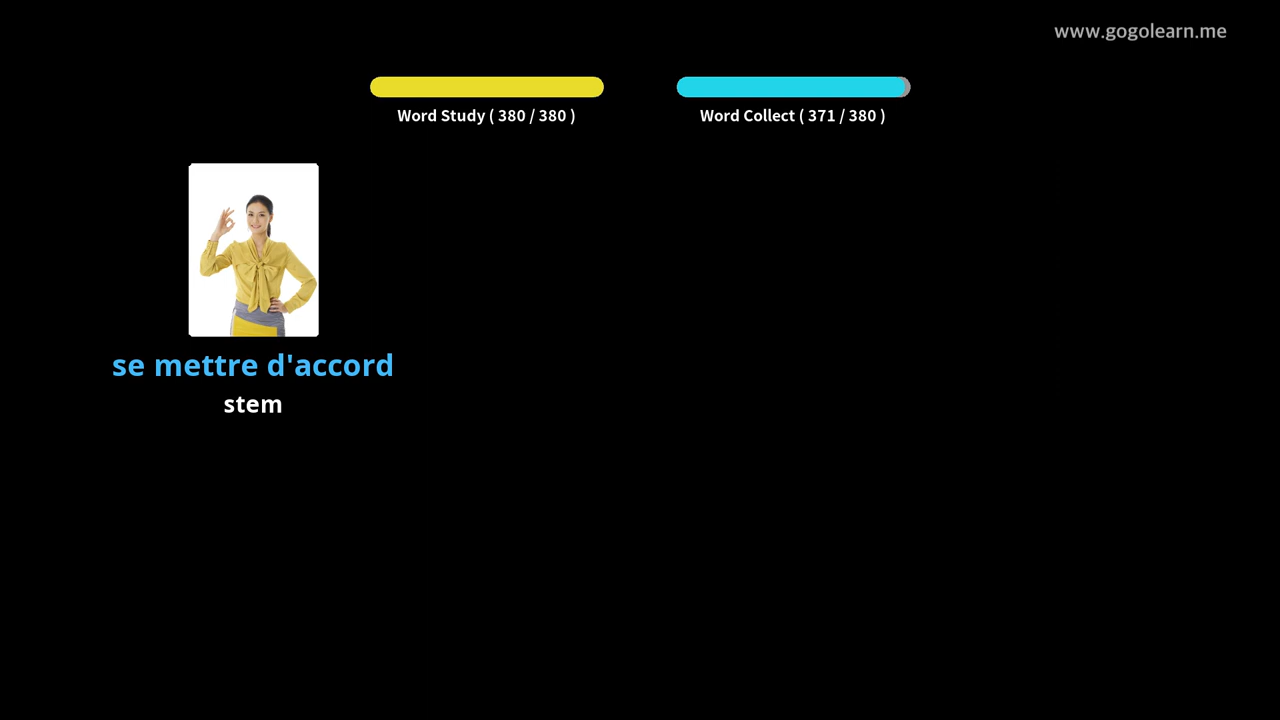 www.gogolearn.me
Word Study ( 380 / 380 )
Word Collect ( 371 / 380 )
se mettre d'accord
stem